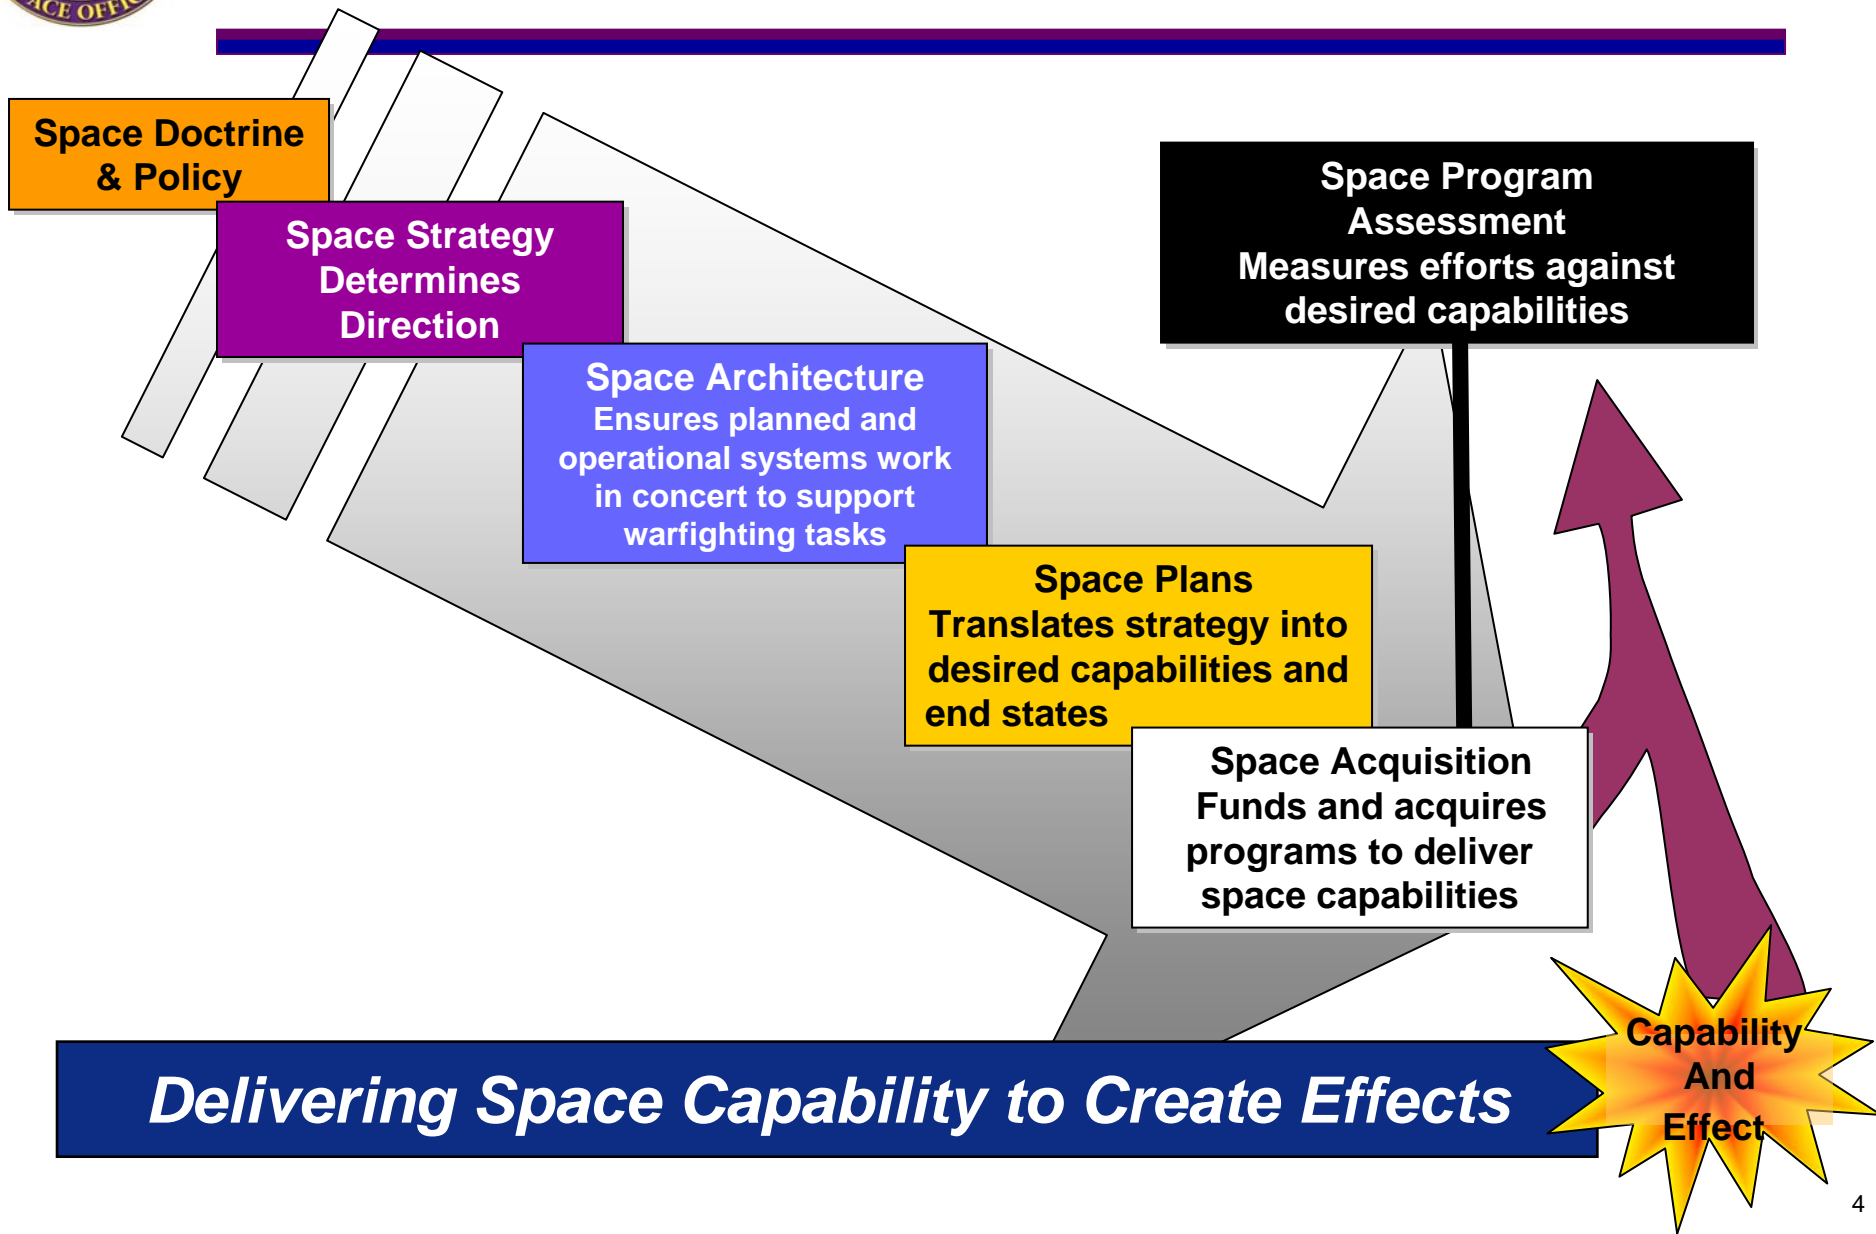 ACE OFFIC
Space Doctrine
& Policy
Space Strategy
Determines
Direction
Space Architecture
Ensures planned and
operational systems work
in concert to support
warfighting tasks
Space Plans
Translates strategy into
desired capabilities and
end states
Space Acquisition
Funds and acquires
programs to deliver
space capabilities
Space Program
Assessment
Measures efforts against
desired capabilities
Capability
And
Effect
Delivering Space Capability to Create Effects
4